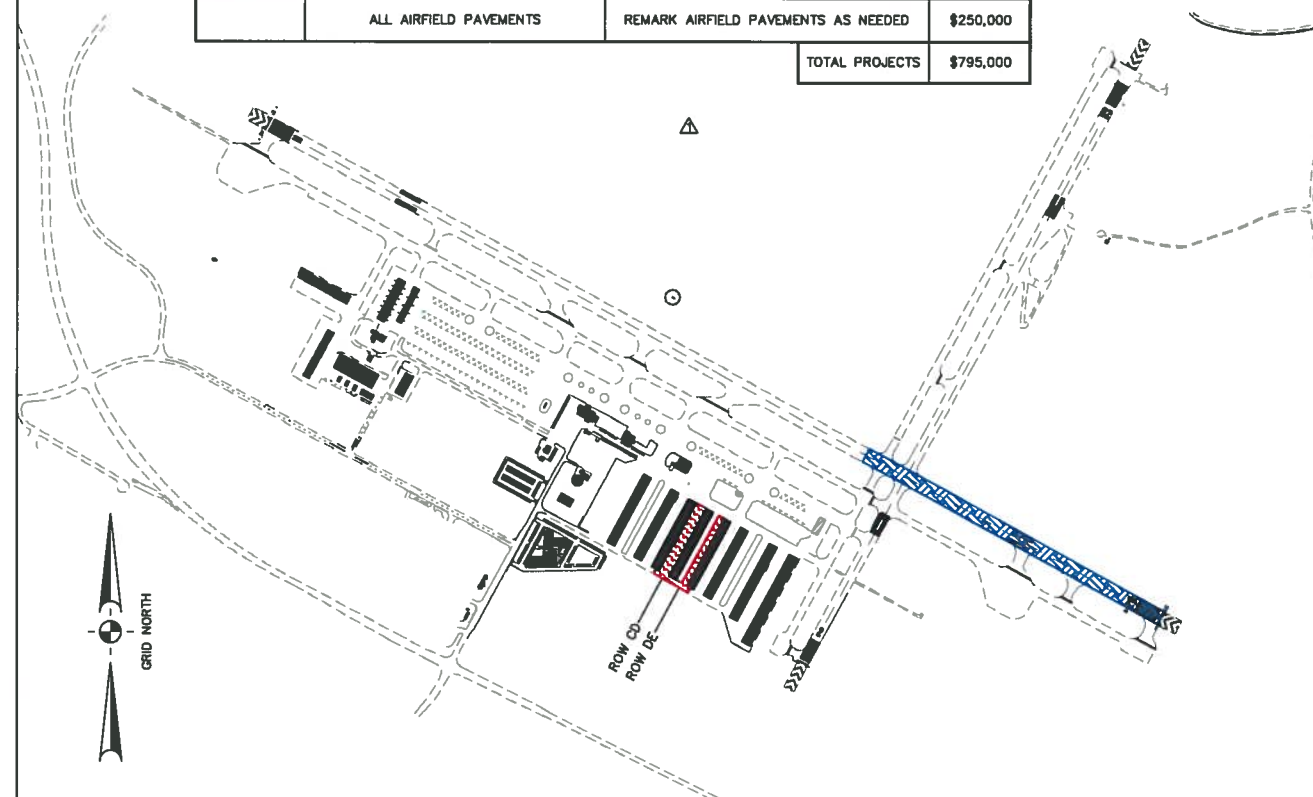 ALL AIRFIELD PAVEMENTS REMARK AIRFIELD PAVEMENTS AS NEEDED $250,000
TOTAL PROJECTS $795,000
GRID NORTH
ROW CD
ROW DE